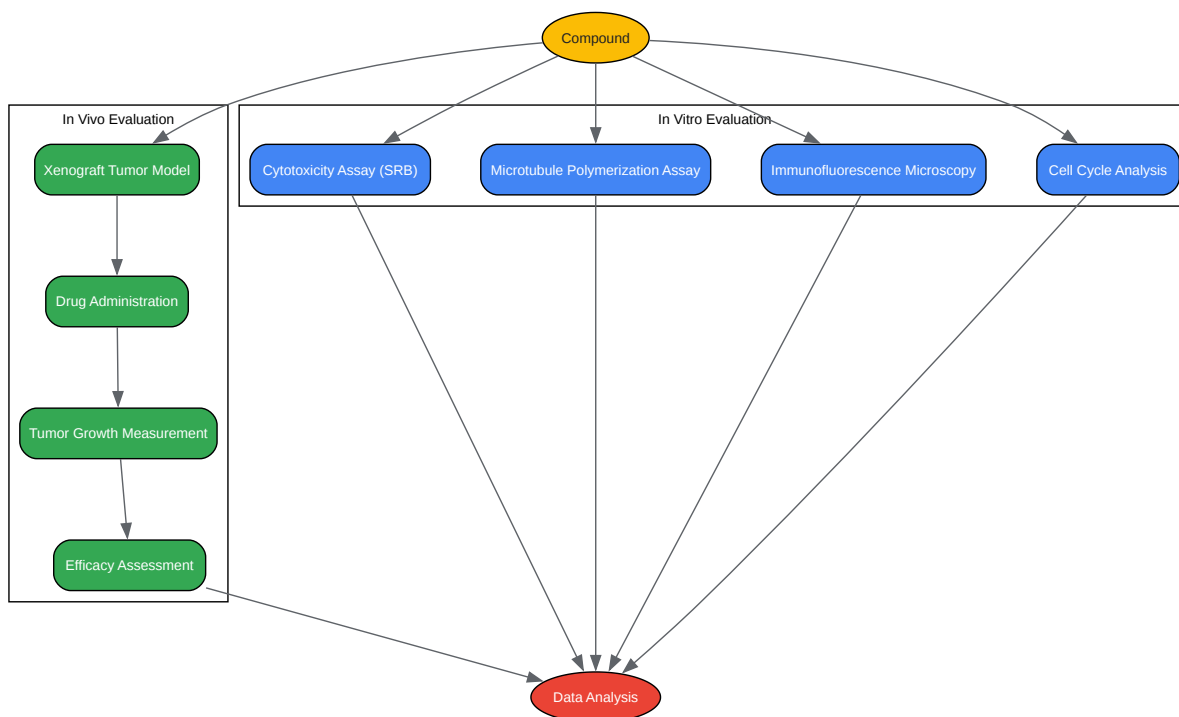 Compound
In Vivo Evaluation
In Vitro Evaluation
Xenograft Tumor Model
Cytotoxicity Assay (SRB)
Microtubule Polymerization Assay
Immunofluorescence Microscopy
Cell Cycle Analysis
Drug Administration
Tumor Growth Measurement
Efficacy Assessment
Data Analysis